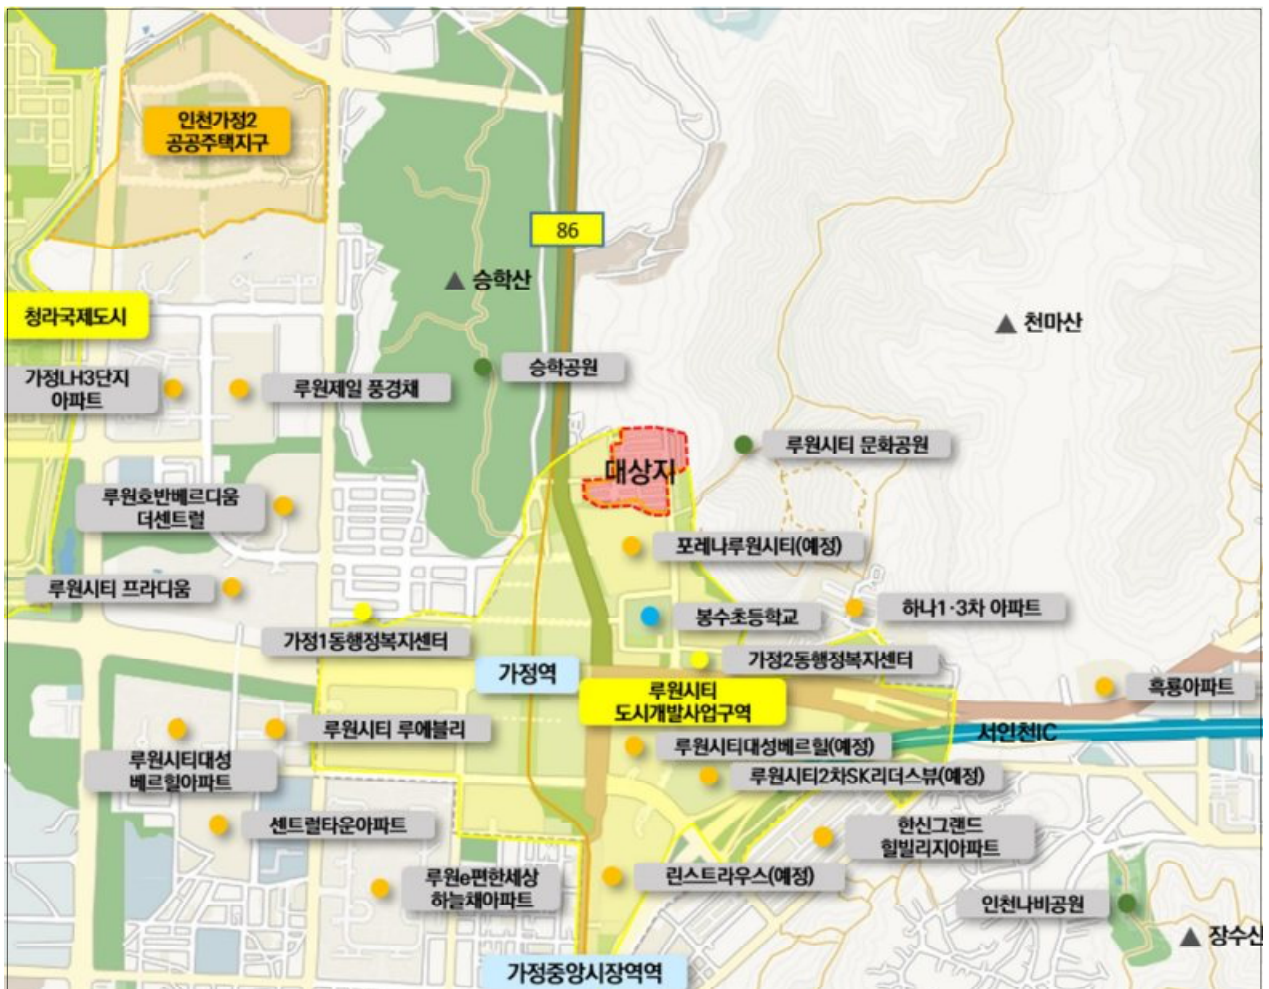 인천가정2
공공주택지구
86
승학산
청라국제도시
천마산
가정LH3단지
아파트
루원제일 풍경채
승학공원
루원시티 문화공원
대상지
루원호반베르디움
더센트럴
포레나루원시티(예정)
루원시티 프라디움
봉수초등학교
하나1·3차 아파트
가정1동행정복지센터
가정역
가정2동행정복지센터
루원시티
도시개발사업구역
흑룡아파트
루원시티 루에블리
서인천IC
루원시티대성
베르힐아파트
루원시티대성베르힐(예정)
루원시티2차SK리더스뷰(예정)
센트럴타운아파트
한신그랜드
힐빌리지아파트
루원e편한세상
하늘채아파트
린스트라우스(예정)
인천나비공원
장수산
가정중앙시장역역